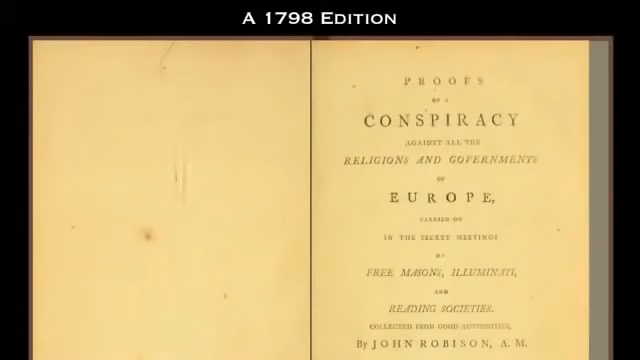 A 1798 EDITION
PROOFS
OF A
CONSPIRACY
AGAINST ALL THE
RELIGIONS AND GOVERNMENTS
OF
EUROPE,
CARRIED ON
IN THE SECRET MEETINGS
OF
FREE MASONS, ILLUMINATI,
AND
READING SOCIETIES.
COLLECTED FROM GOOD AUTHORITIES,
By JOHN ROBISON, A. M.